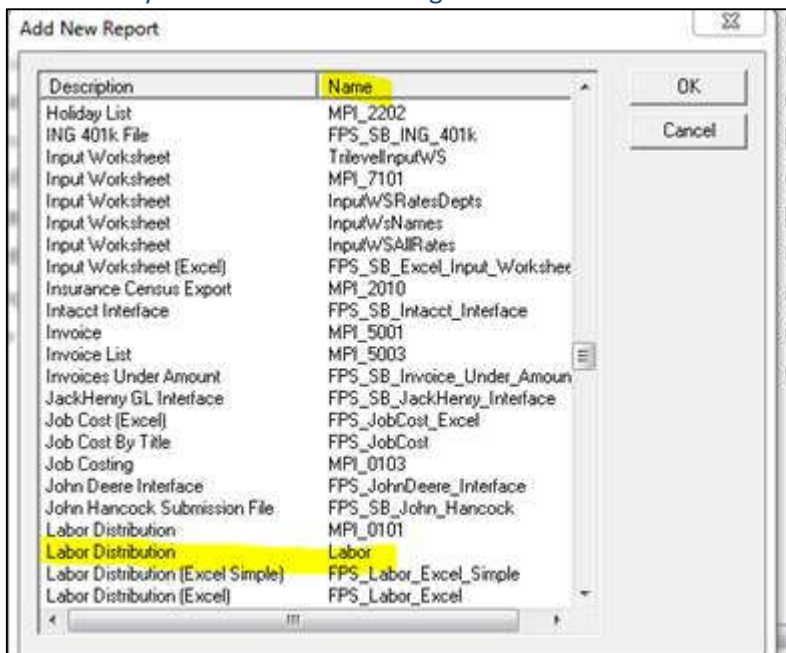 Add New Report
Description Name
OK
Cancel
Holiday List MPI_2202
ING 401k File FPS_SB_ING_401k
Input Worksheet TrilevelInputWS
Input Worksheet MPI_7101
Input Worksheet InputWSRatesDepts
Input Worksheet InputWsNames
Input Worksheet InputWSAllRates
Input Worksheet (Excel) FPS_SB_Excel_Input_Workshee
Insurance Census Export MPI_2010
Intacct Interface FPS_SB_Intacct_Interface
Invoice MPI_5001
Invoice List MPI_5003
Invoices Under Amount FPS_SB_Invoice_Under_Amoun
JackHenry GL Interface FPS_SB_JackHenry_Interface
Job Cost (Excel) FPS_JobCost_Excel
Job Cost By Title FPS_JobCost
Job Costing MPI_0103
John Deere Interface FPS_JohnDeere_Interface
John Hancock Submission File FPS_SB_John_Hancock
Labor Distribution MPI_0101
Labor Distribution Labor
Labor Distribution (Excel Simple) FPS_Labor_Excel_Simple
Labor Distribution (Excel) FPS_Labor_Excel